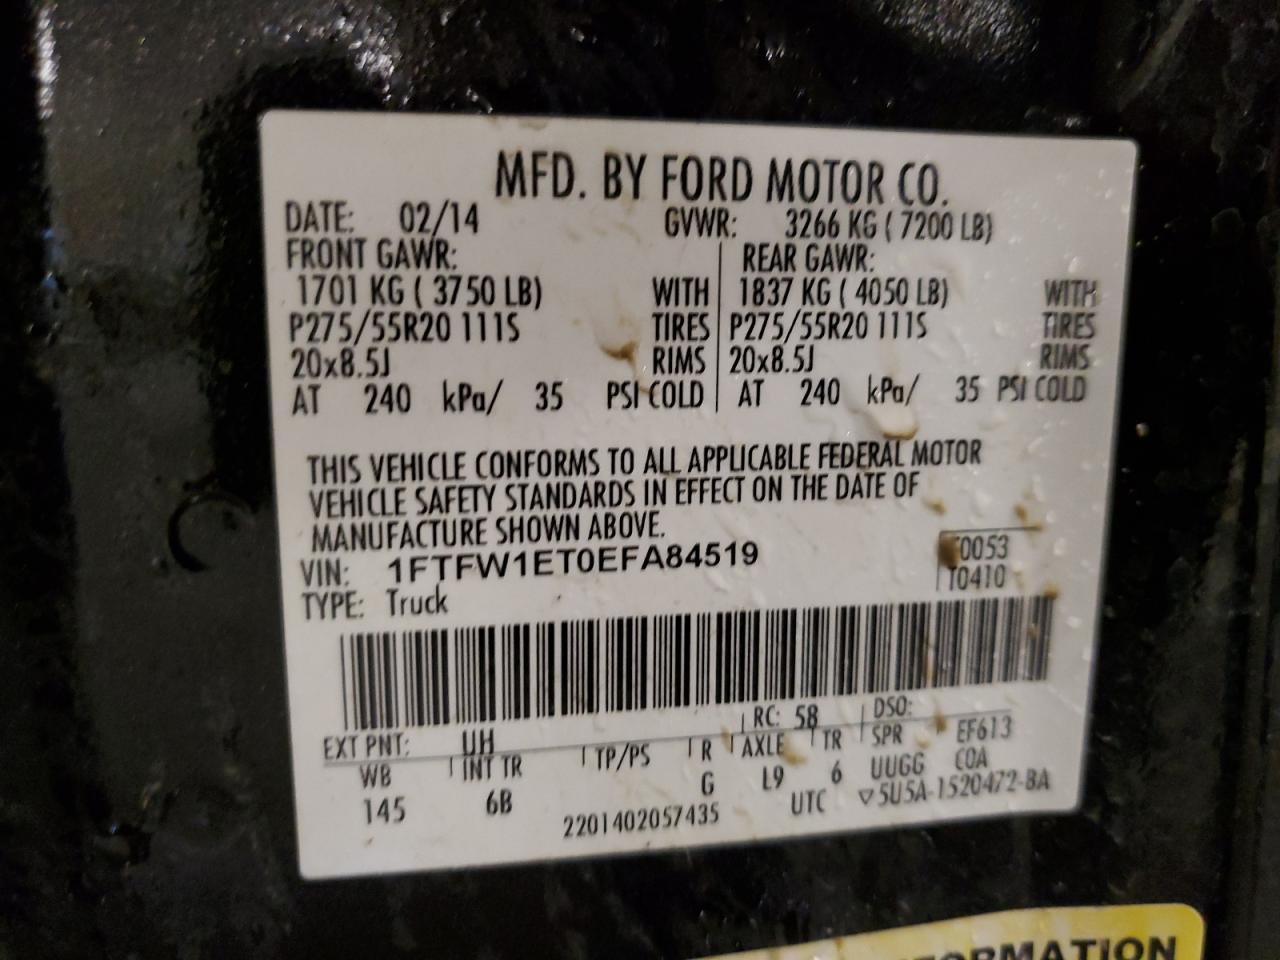 MFD. BY FORD MOTOR CO.
DATE: 02/14 GVWR: 3266 KG ( 7200 LB)
FRONT GAWR: REAR GAWR:
1701 KG ( 3750 LB) WITH 1837 KG ( 4050 LB) WITH
P275/55R20 111S TIRES P275/55R20 111S TIRES
20x8.5J RIMS 20x8.5J RIMS
AT 240 kPa/ 35 PSI COLD AT 240 kPa/ 35 PSI COLD
THIS VEHICLE CONFORMS TO ALL APPLICABLE FEDERAL MOTOR
VEHICLE SAFETY STANDARDS IN EFFECT ON THE DATE OF
MANUFACTURE SHOWN ABOVE.
VIN: 1FTFW1ET0EFA84519
TYPE: Truck
T0410
RC: 58 DSO:
EXT PNT: UH EF613
WB INT TR TP/PS R AXLE TR SPR COA
145 6B G L9 6 UUGG
2201402057435 UTC ▽5U5A-1520472-BA
ORMATION